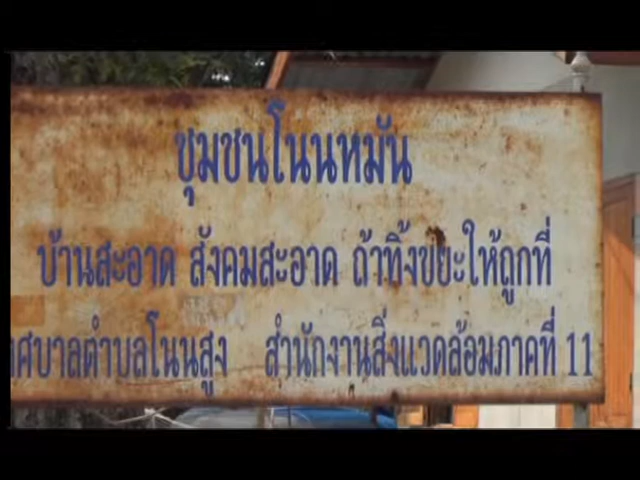 ชุมชนโนนหมัน
บ้านสะอาด สังคมสะอาด ถ้าทิ้งขยะให้ถูกที่
ศบาลตำบลโนนสูง สำนักงานสิ่งแวดล้อมภาคที่ 11